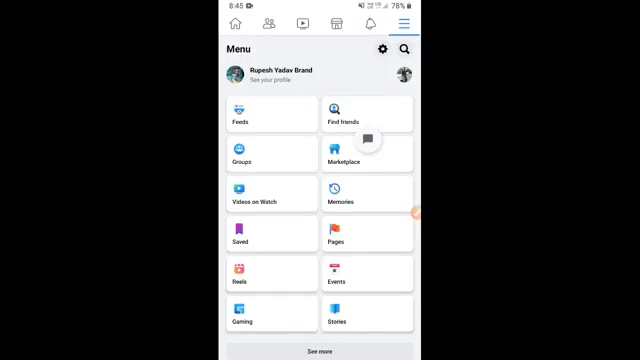 8:45
78%
Menu
Rupesh Yadav Brand
See your profile
Feeds
Find friends
Groups
Marketplace
Videos on Watch
Memories
Saved
Pages
Reels
Events
Gaming
Stories
See more